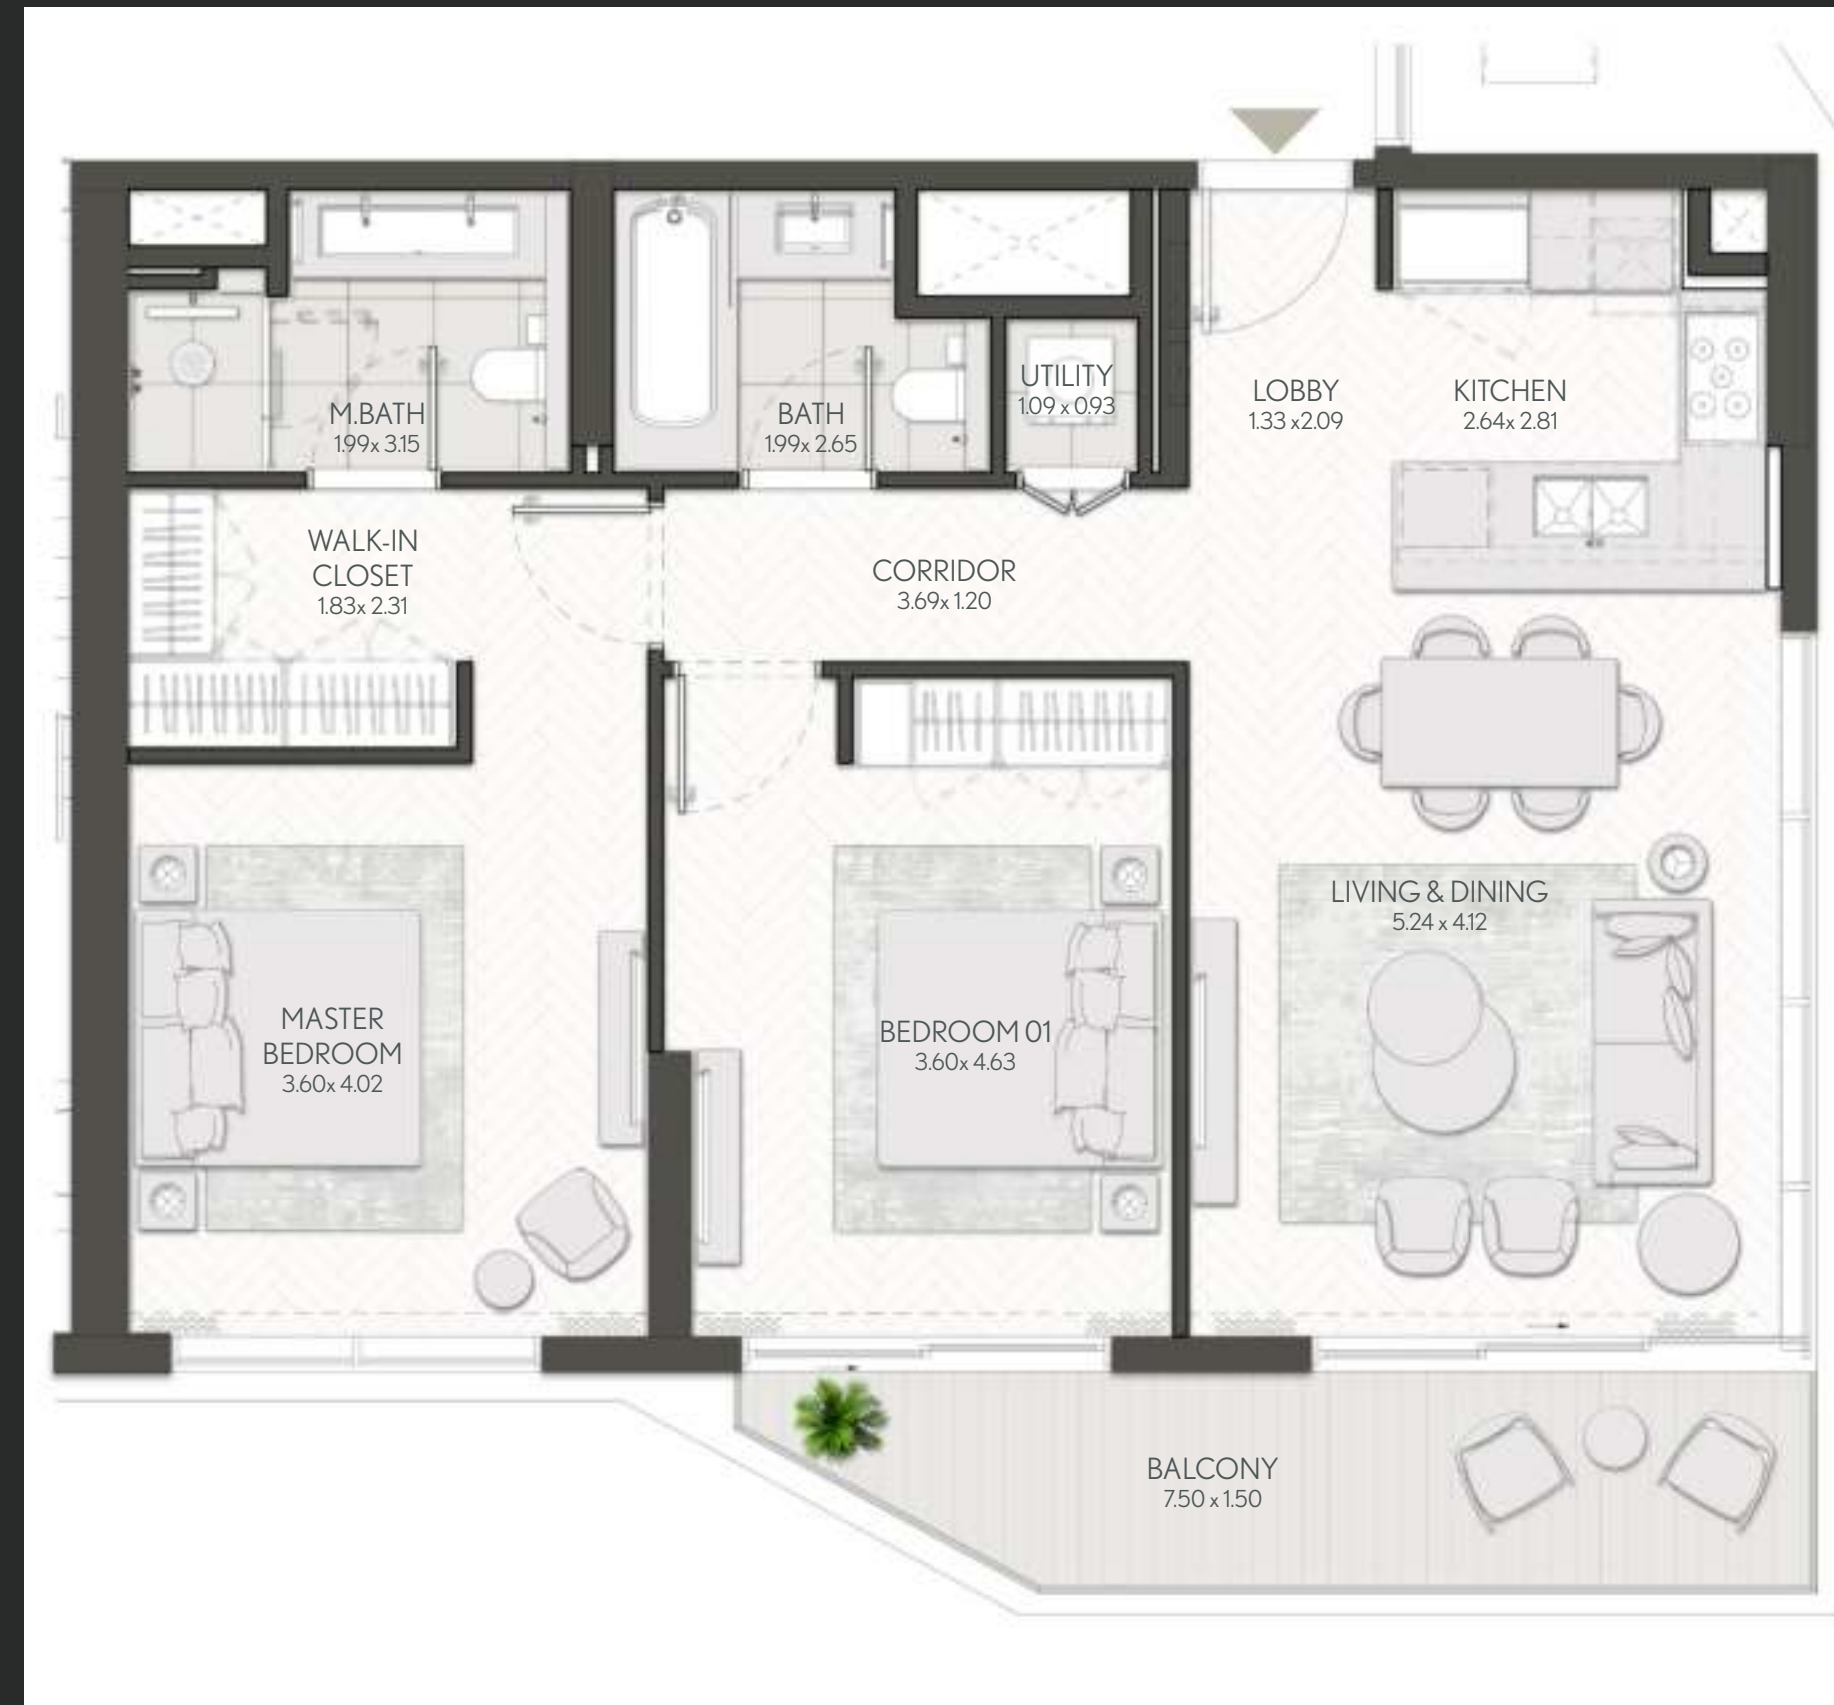 UTILITY
1.09 x 0.93
LOBBY
1.33 x2.09
KITCHEN
2.64x 2.81
M.BATH
1.99x 3.15
BATH
1.99x 2.65
WALK-IN
CLOSET
1.83x 2.31
CORRIDOR
3.69x 1.20
LIVING & DINING
5.24 x 4.12
MASTER
BEDROOM
3.60x 4.02
BEDROOM 01
3.60x 4.63
BALCONY
7.50 x 1.50